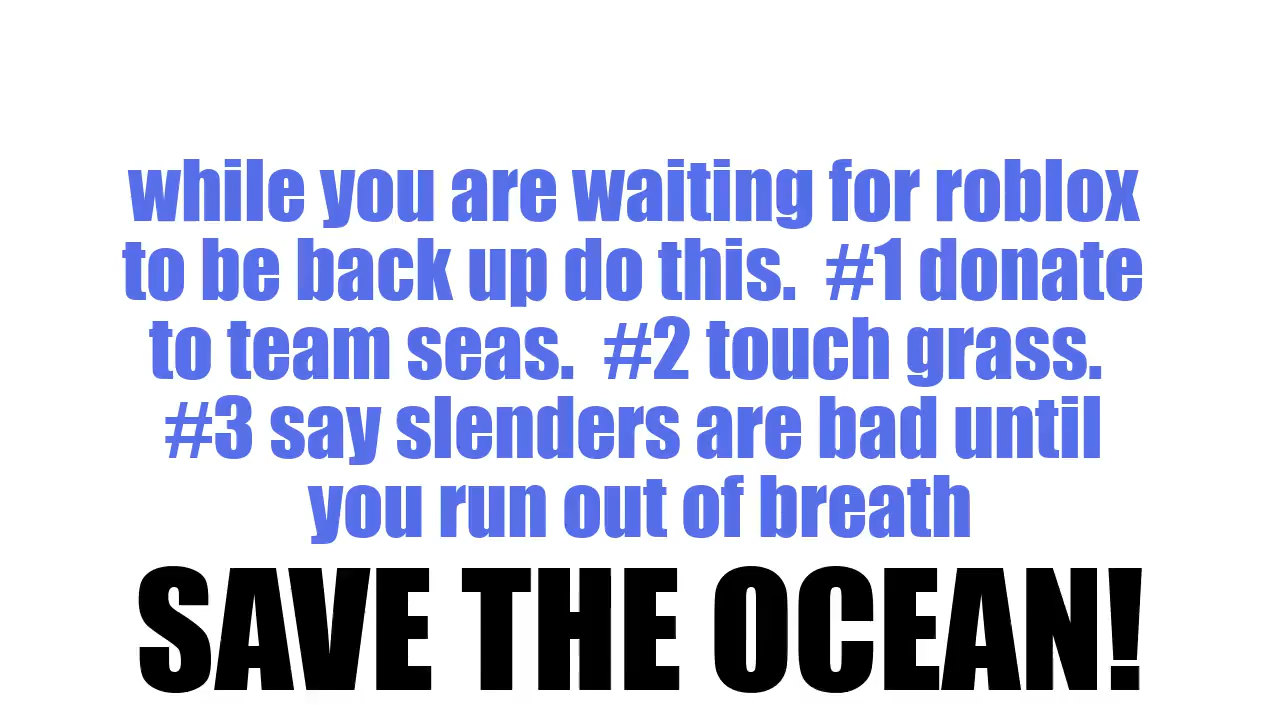 while you are waiting for roblox
to be back up do this.  #1 donate
to team seas.  #2 touch grass.
#3 say slenders are bad until
you run out of breath
SAVE THE OCEAN!